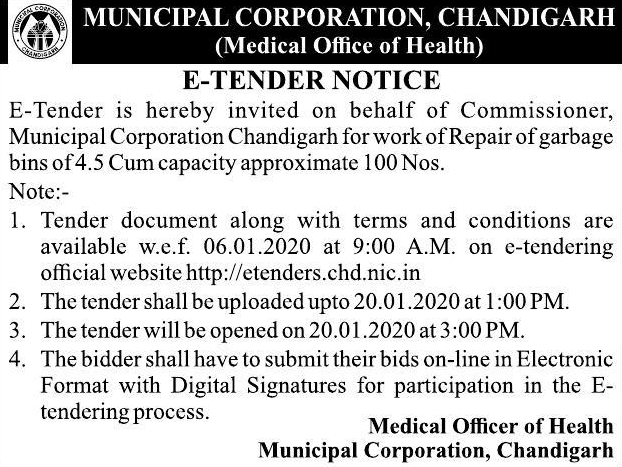 MUNICIPAL CORPORATION
CHANDIGARH
MUNICIPAL CORPORATION, CHANDIGARH
(Medical Office of Health)
E-TENDER NOTICE
E-Tender is hereby invited on behalf of Commissioner,
Municipal Corporation Chandigarh for work of Repair of garbage
bins of 4.5 Cum capacity approximate 100 Nos.
Note:-
1. Tender document along with terms and conditions are
available w.e.f. 06.01.2020 at 9:00 A.M. on e-tendering
official website http://etenders.chd.nic.in
2. The tender shall be uploaded upto 20.01.2020 at 1:00 PM.
3. The tender will be opened on 20.01.2020 at 3:00 PM.
4. The bidder shall have to submit their bids on-line in Electronic
Format with Digital Signatures for participation in the E-
tendering process.
Medical Officer of Health
Municipal Corporation, Chandigarh